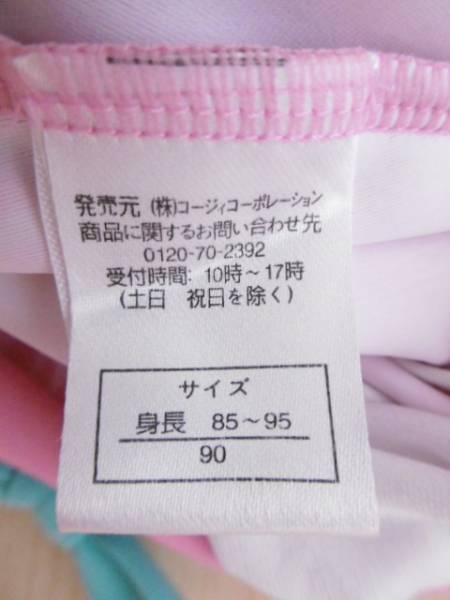 発売元 (株)コージィコーポレーション
商品に関するお問い合わせ先
0120-70-2392
受付時間: 10時～17時
(土日 祝日を除く)
サイズ
身長 85～95
90